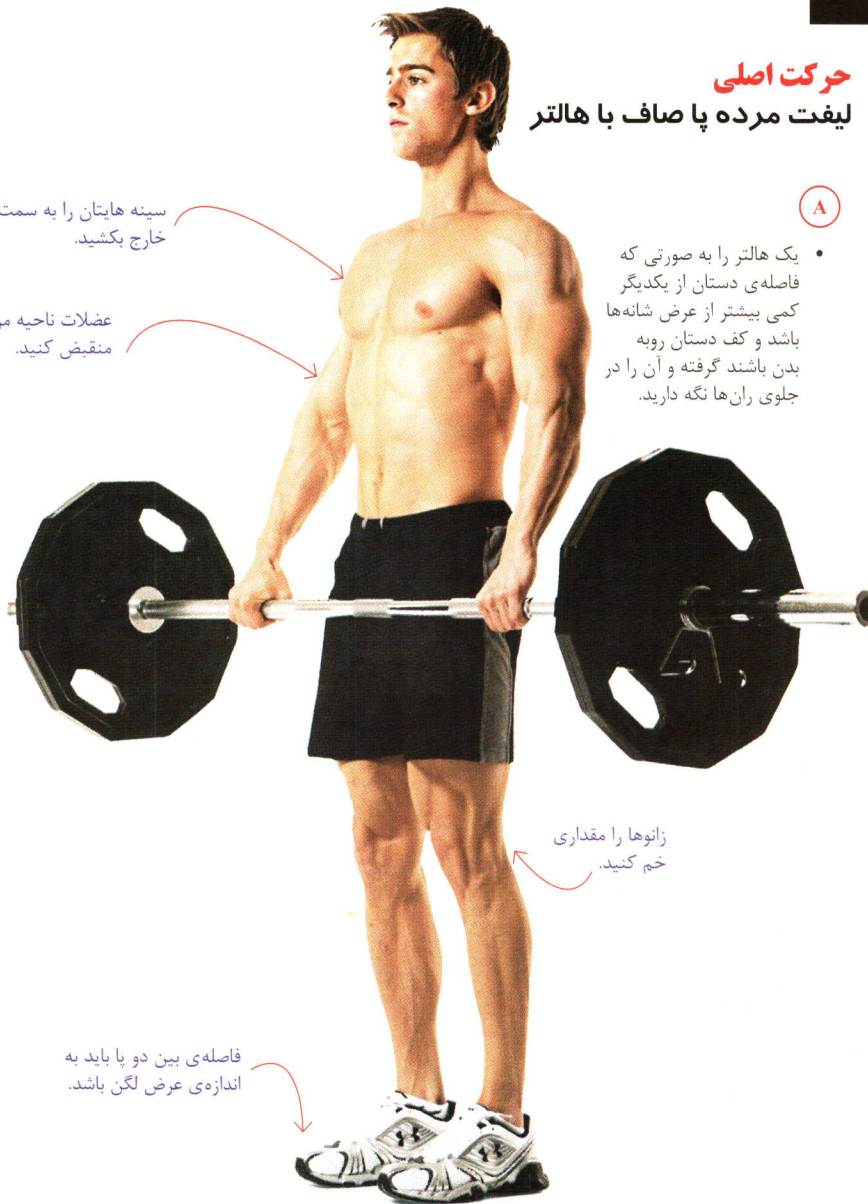 حرکت اصلی
لیفت مرده پا صاف با هالتر
A
• یک هالتر را به صورتی که
فاصله‌ی دستان از یکدیگر
کمی بیشتر از عرض شانه‌ها
باشد و کف دستان روبه
بدن باشند گرفته و آن را در
جلوی ران‌ها نگه دارید.
سینه هایتان را به سمت
خارج بکشید.
عضلات ناحیه
منقبض کنید.
زانوها را مقداری
خم کنید.
فاصله‌ی بین دو پا باید به
اندازه‌ی عرض لگن باشد.